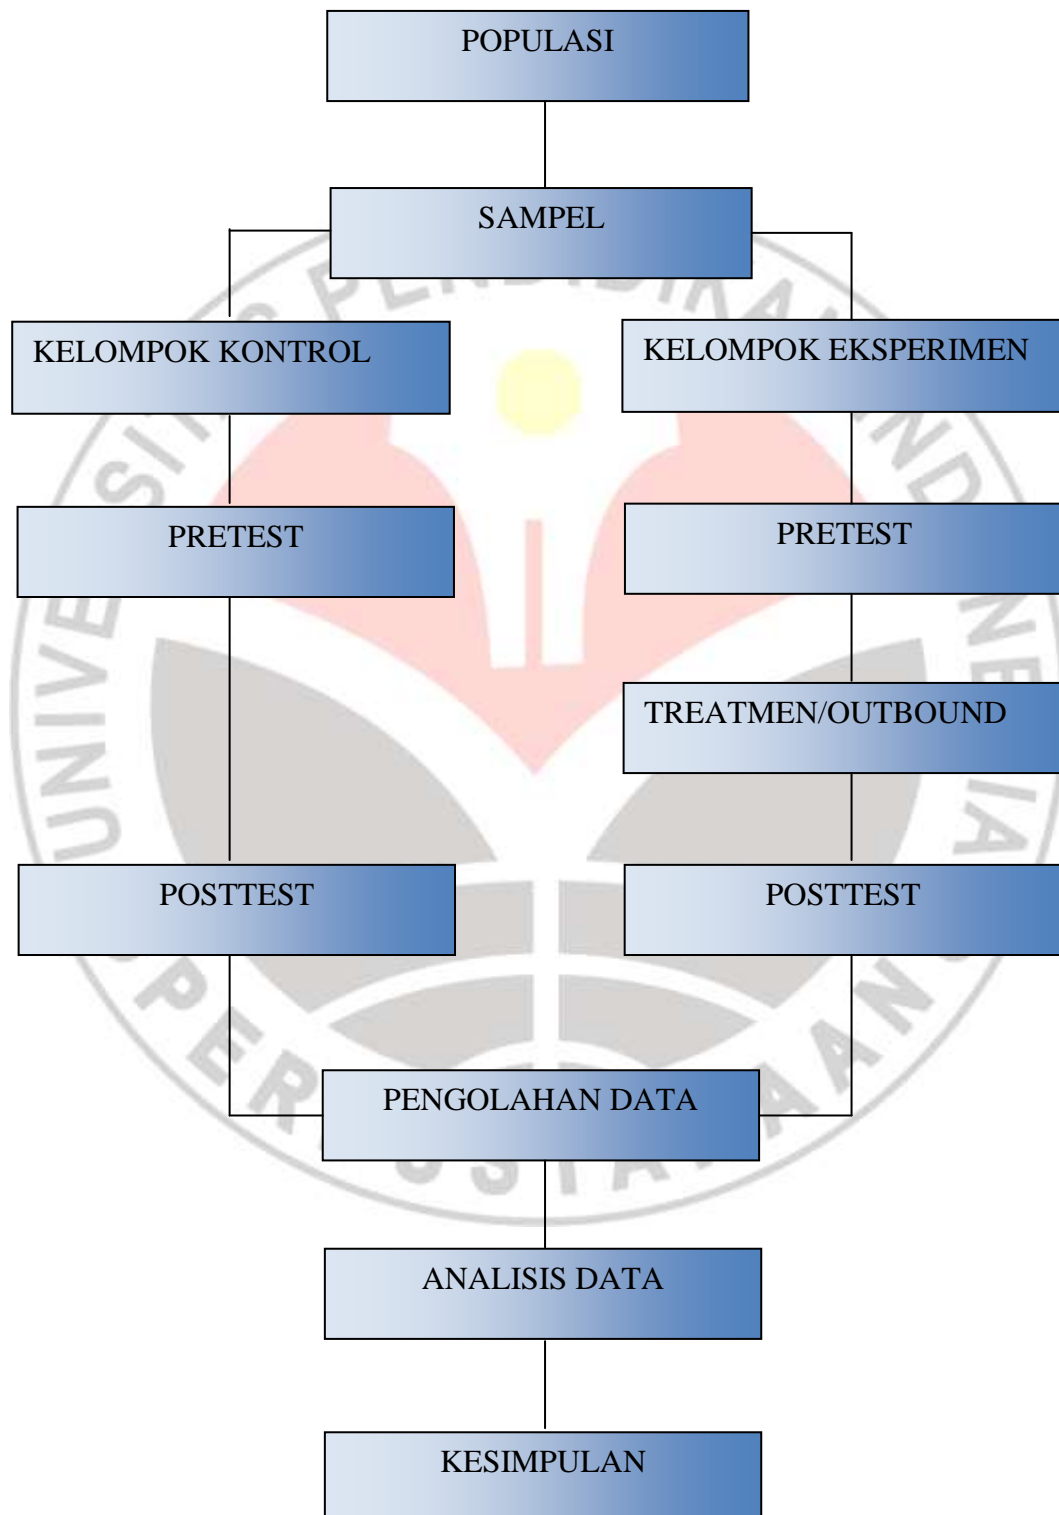 POPULASI
SAMPEL
KELOMPOK KONTROL
KELOMPOK EKSPERIMEN
PRETEST
PRETEST
TREATMEN/OUTBOUND
POSTTEST
POSTTEST
PENGOLAHAN DATA
ANALISIS DATA
KESIMPULAN